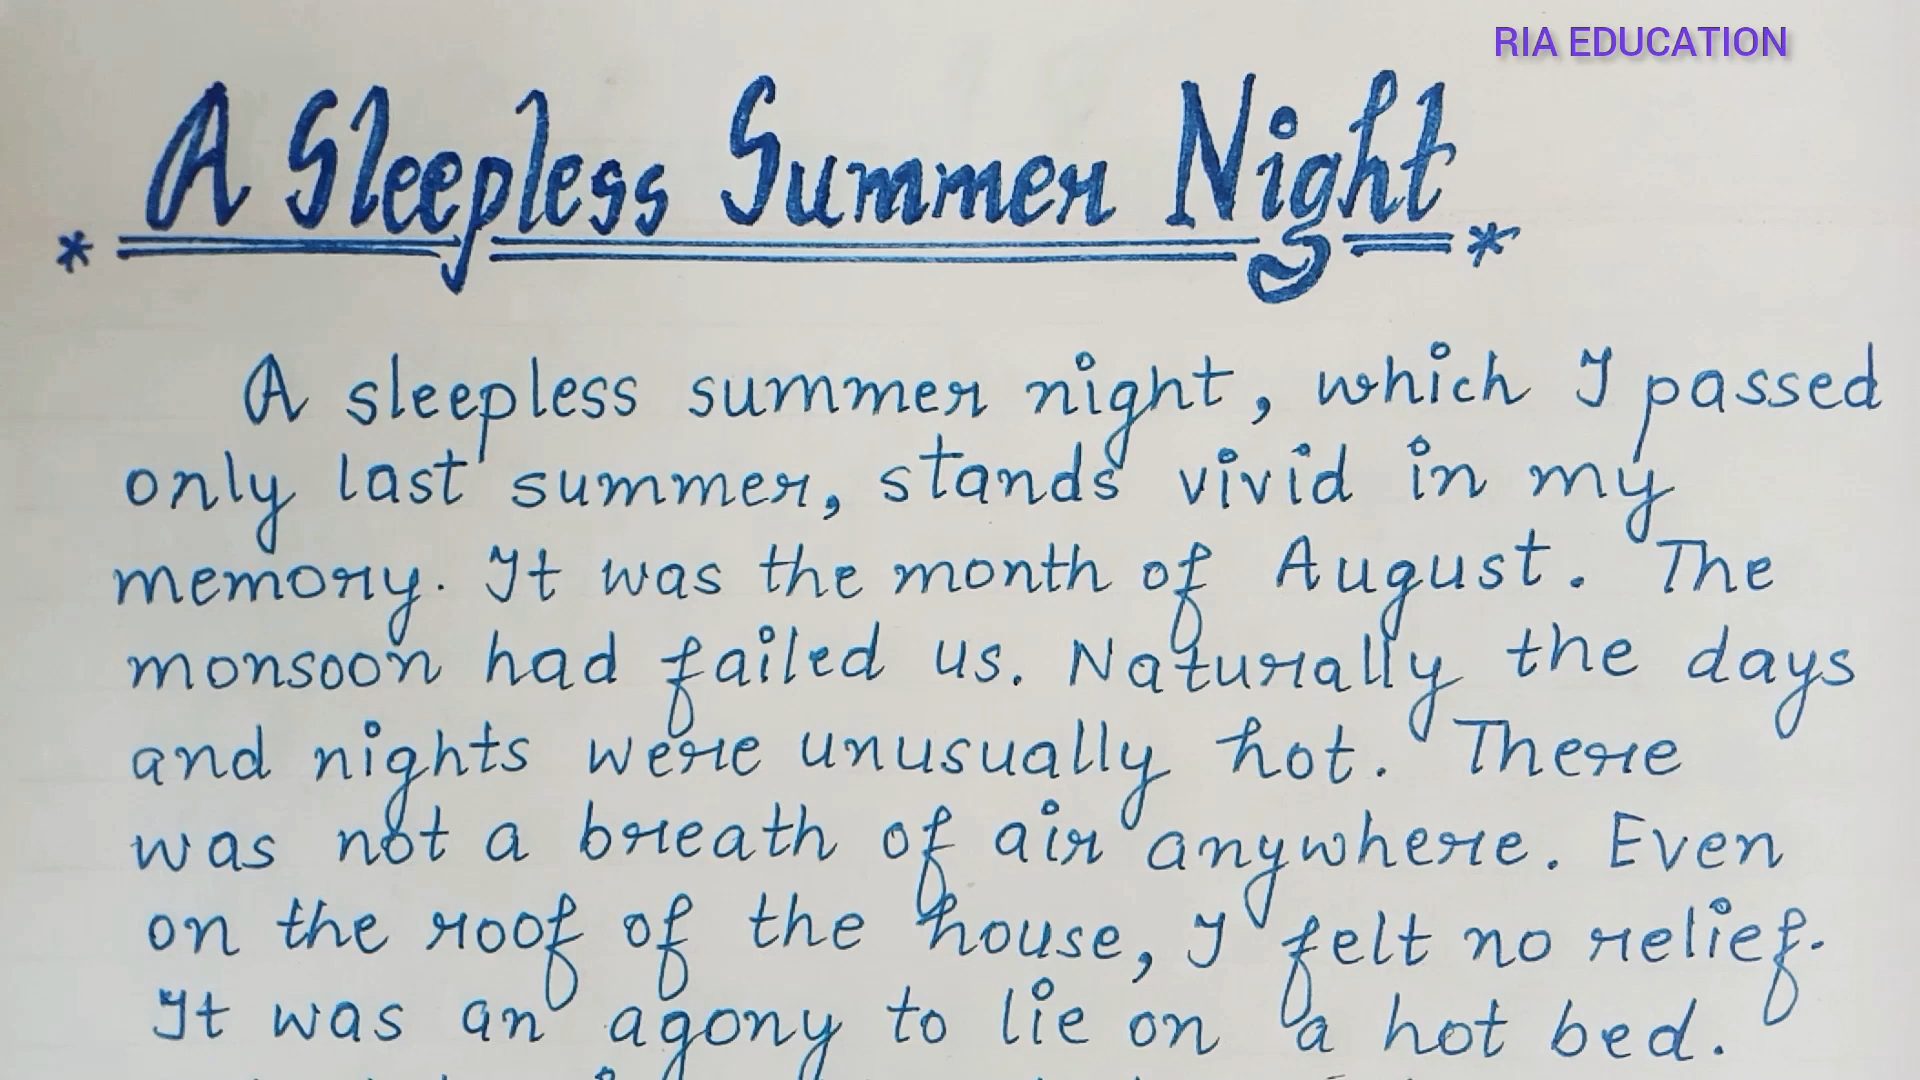 RIA EDUCATION
A Sleepless Summer Night
A sleepless summer night, which I passed
only last summer, stands vivid in my
memory. It was the month of August. The
monsoon had failed us. Naturally the days
and nights were unusually hot. There
was not a breath of air anywhere. Even
on the roof of the house, I felt no relief.
It was an agony to lie on a hot bed.